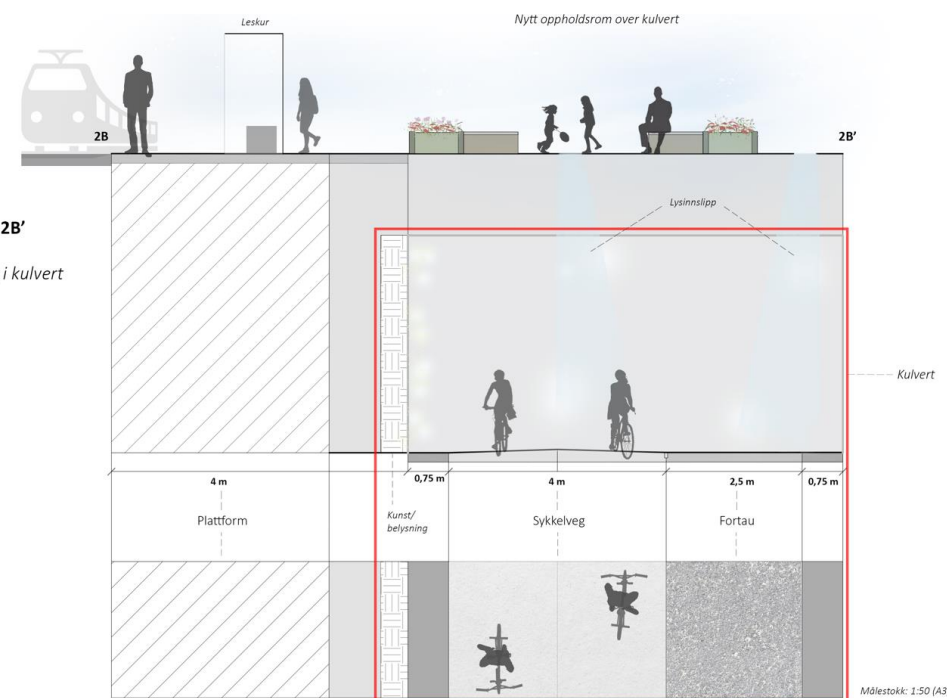 Leskur
Nytt oppholdsrom over kulvert
2B
2B'
2B'
i kulvert
Lysinnslipp
Kulvert
4 m
0,75 m
4 m
2,5 m
0,75 m
Plattform
Kunst/
belysning
Sykkelveg
Fortau
Målestokk: 1:50 (A3